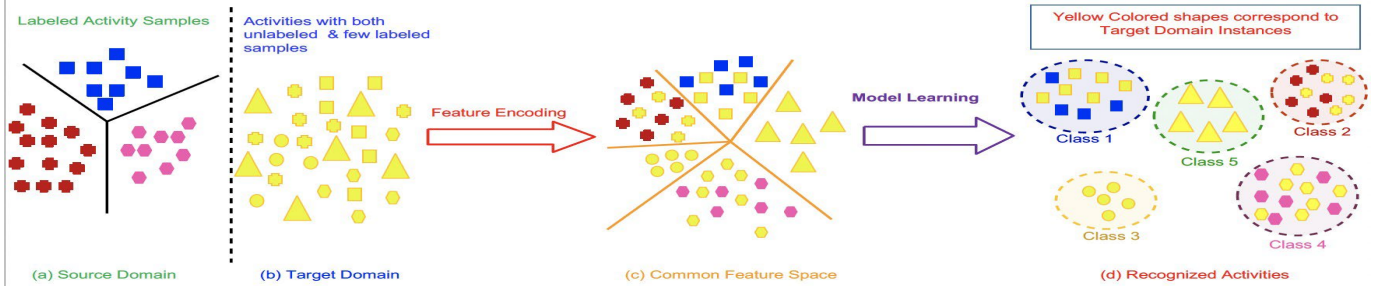 Labeled Activity Samples
Activities with both
unlabeled & few labeled
samples
Feature Encoding
Model Learning
Yellow Colored shapes correspond to
Target Domain Instances
Class 1
Class 5
Class 2
Class 3
Class 4
(a) Source Domain
(b) Target Domain
(c) Common Feature Space
(d) Recognized Activities